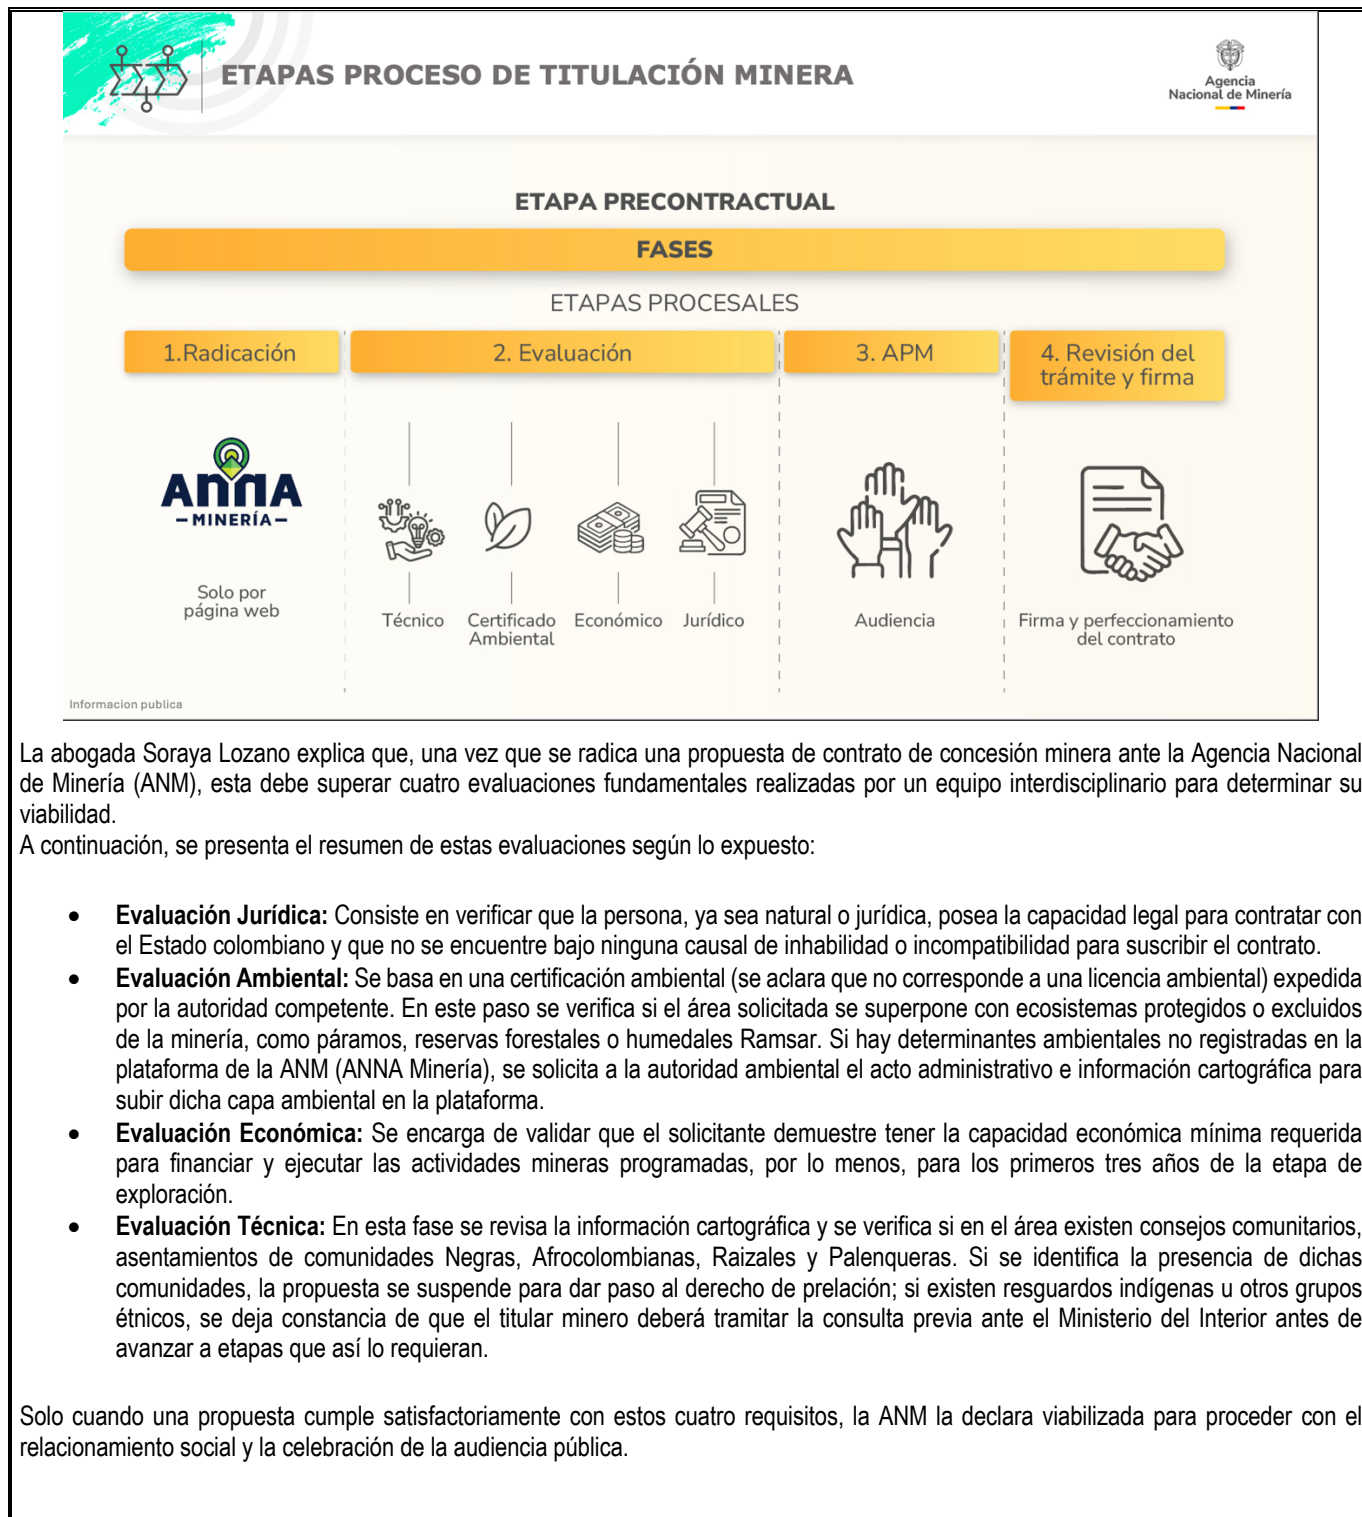 ETAPAS PROCESO DE TITULACIÓN MINERA
Agencia
Nacional de Minería
ETAPA PRECONTRACTUAL
FASES
ETAPAS PROCESALES
1.Radicación
2. Evaluación
3. APM
4. Revisión del
trámite y firma
ANNA
– MINERÍA –
Solo por
página web
Técnico
Certificado
Ambiental
Económico
Jurídico
Audiencia
Firma y perfeccionamiento
del contrato
Informacion publica
La abogada Soraya Lozano explica que, una vez que se radica una propuesta de contrato de concesión minera ante la Agencia Nacional
de Minería (ANM), esta debe superar cuatro evaluaciones fundamentales realizadas por un equipo interdisciplinario para determinar su
viabilidad.
A continuación, se presenta el resumen de estas evaluaciones según lo expuesto:
• Evaluación Jurídica: Consiste en verificar que la persona, ya sea natural o jurídica, posea la capacidad legal para contratar con
el Estado colombiano y que no se encuentre bajo ninguna causal de inhabilidad o incompatibilidad para suscribir el contrato.
• Evaluación Ambiental: Se basa en una certificación ambiental (se aclara que no corresponde a una licencia ambiental) expedida
por la autoridad competente. En este paso se verifica si el área solicitada se superpone con ecosistemas protegidos o excluidos
de la minería, como páramos, reservas forestales o humedales Ramsar. Si hay determinantes ambientales no registradas en la
plataforma de la ANM (ANNA Minería), se solicita a la autoridad ambiental el acto administrativo e información cartográfica para
subir dicha capa ambiental en la plataforma.
• Evaluación Económica: Se encarga de validar que el solicitante demuestre tener la capacidad económica mínima requerida
para financiar y ejecutar las actividades mineras programadas, por lo menos, para los primeros tres años de la etapa de
exploración.
• Evaluación Técnica: En esta fase se revisa la información cartográfica y se verifica si en el área existen consejos comunitarios,
asentamientos de comunidades Negras, Afrocolombianas, Raizales y Palenqueras. Si se identifica la presencia de dichas
comunidades, la propuesta se suspende para dar paso al derecho de prelación; si existen resguardos indígenas u otros grupos
étnicos, se deja constancia de que el titular minero deberá tramitar la consulta previa ante el Ministerio del Interior antes de
avanzar a etapas que así lo requieran.
Solo cuando una propuesta cumple satisfactoriamente con estos cuatro requisitos, la ANM la declara viabilizada para proceder con el
relacionamiento social y la celebración de la audiencia pública.